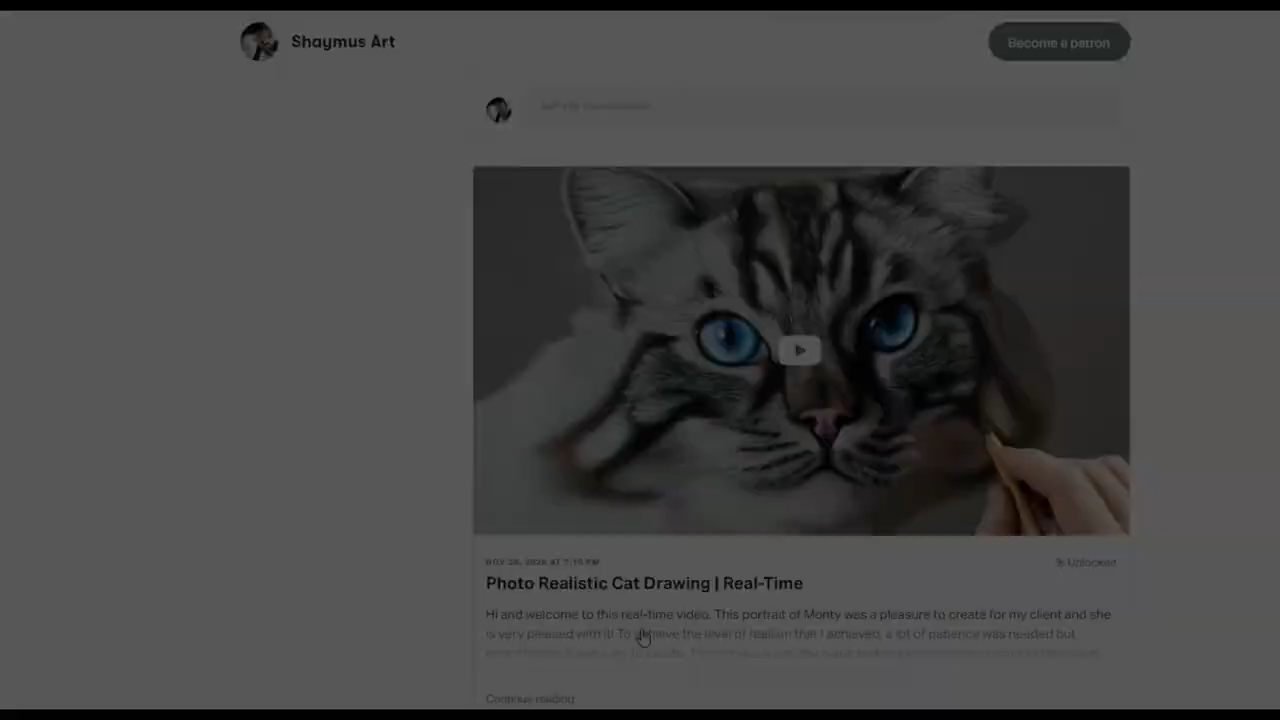 Shaymus Art
Become a patron
Unlocked
Photo Realistic Cat Drawing | Real-Time
Hi and welcome to this real-time video. This portrait of Monty was a pleasure to create for my client and she
is very pleased with it! To achieve the level of realism that I achieved, a lot of patience was needed but
Continue reading